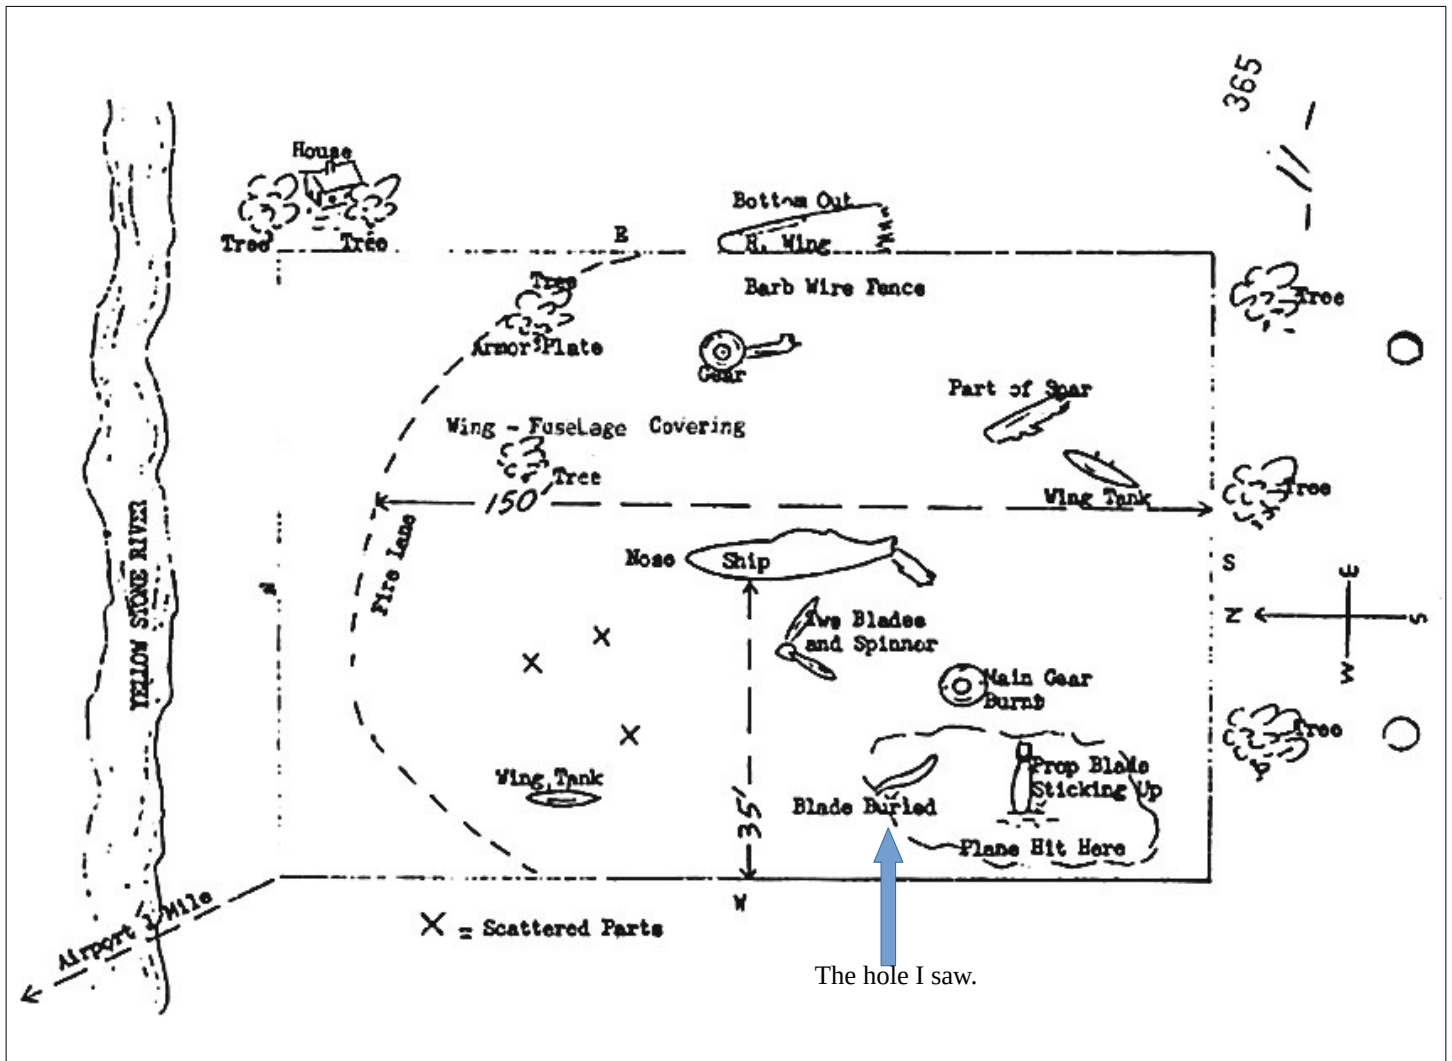 365
House
Tree
Tree
E
Bottom Out
R. Wing
Barb Wire Fence
Tree
Armor Plate
Gear
Tree
Part of Spar
Wing - Fuselage Covering
Tree
150
Wing Tank
Tree
YELLOW STONE RIVER
Fire Lane
Nose
Ship
S
N
E
S
W
N
Two Blades
and Spinnor
Main Gear
Burnt
Tree
Wing Tank
35'
Prop Blade
Sticking Up
Blade Buried
Plane Hit Here
W
Airport 1 Mile
X = Scattered Parts
The hole I saw.